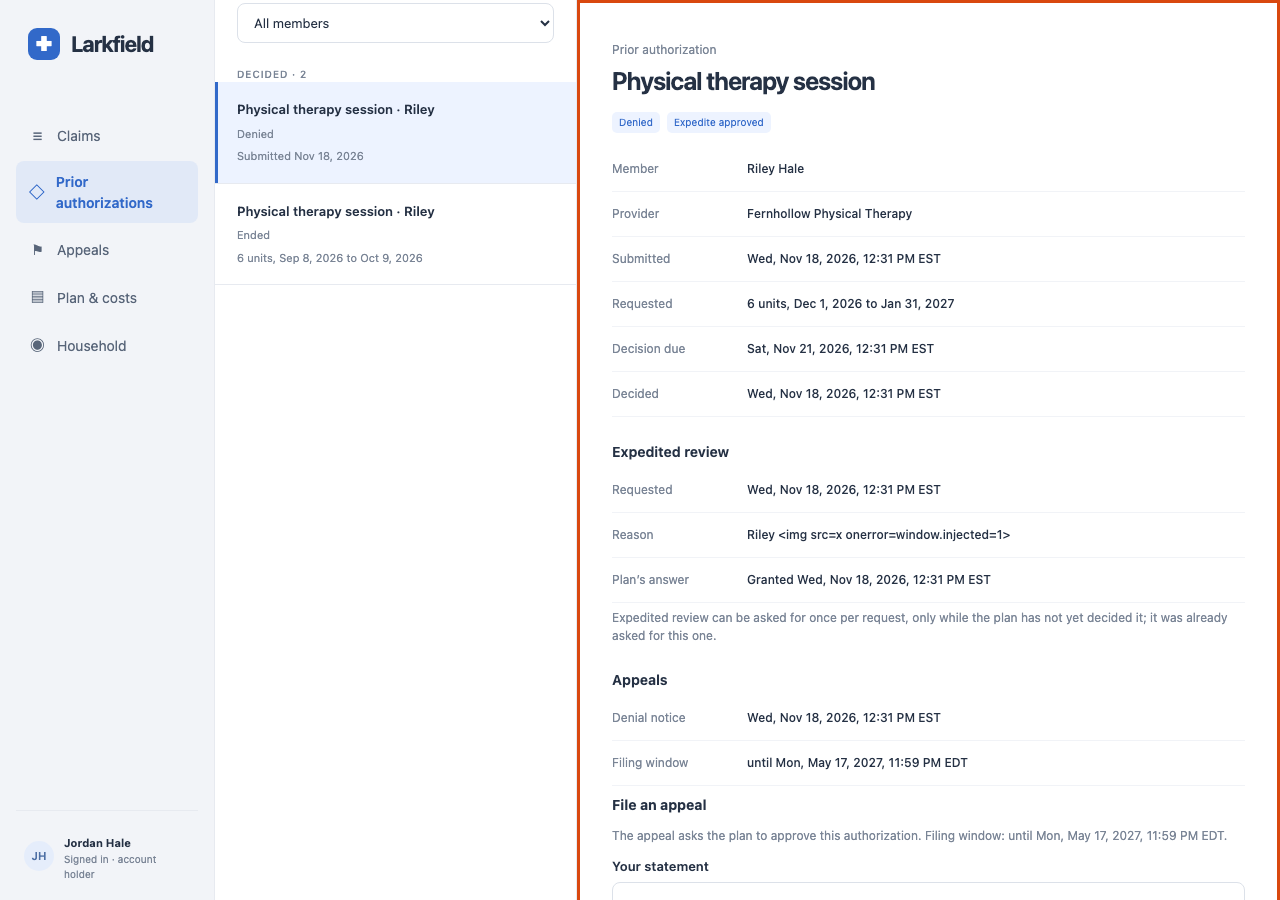 Larkfield
Claims
Prior
authorizations
Appeals
Plan & costs
Household
JH
Jordan Hale
Signed in · account
holder
All members
DECIDED · 2
Physical therapy session · Riley
Denied
Submitted Nov 18, 2026
Physical therapy session · Riley
Ended
6 units, Sep 8, 2026 to Oct 9, 2026
Prior authorization
Physical therapy session
Denied Expedite approved
Member Riley Hale
Provider Fernhollow Physical Therapy
Submitted Wed, Nov 18, 2026, 12:31 PM EST
Requested 6 units, Dec 1, 2026 to Jan 31, 2027
Decision due Sat, Nov 21, 2026, 12:31 PM EST
Decided Wed, Nov 18, 2026, 12:31 PM EST
Expedited review
Requested Wed, Nov 18, 2026, 12:31 PM EST
Reason Riley <img src=x onerror=window.injected=1>
Plan's answer Granted Wed, Nov 18, 2026, 12:31 PM EST
Expedited review can be asked for once per request, only while the plan has not yet decided it; it was already
asked for this one.
Appeals
Denial notice Wed, Nov 18, 2026, 12:31 PM EST
Filing window until Mon, May 17, 2027, 11:59 PM EDT
File an appeal
The appeal asks the plan to approve this authorization. Filing window: until Mon, May 17, 2027, 11:59 PM EDT.
Your statement